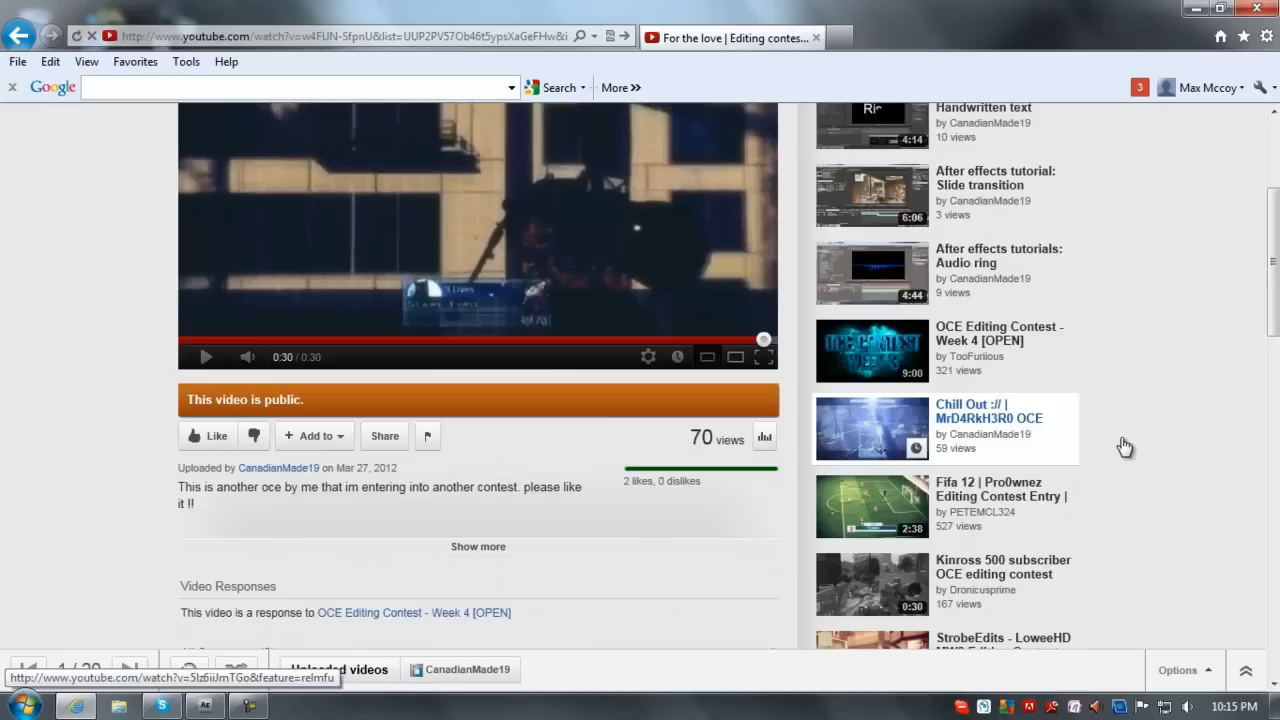 http://www.youtube.com/watch?v=w4FUN-SfpnU&list=UUP2PV57Ob46t5ypsXaGeFHw&i
For the love | Editing contes...
File Edit View Favorites Tools Help
Google Search More
3 Max Mccoy
Handwritten text
by CanadianMade19
10 views
4:14
After effects tutorial:
Slide transition
by CanadianMade19
3 views
6:06
After effects tutorials:
Audio ring
by CanadianMade19
9 views
4:44
OCE Editing Contest -
Week 4 [OPEN]
by TooFuriious
321 views
9:00
Chill Out :// |
MrD4RkH3R0 OCE
by CanadianMade19
59 views
Fifa 12 | Pro0wnez
Editing Contest Entry |
by PETEMCL324
527 views
2:38
Kinross 500 subscriber
OCE editing contest
by Dronicusprime
167 views
0:30
StrobeEdits - LoweeHD
0:30 / 0:30
This video is public.
Like Add to Share
70 views
Uploaded by CanadianMade19 on Mar 27, 2012
2 likes, 0 dislikes
This is another oce by me that im entering into another contest. please like
it !!
Show more
Video Responses
This video is a response to OCE Editing Contest - Week 4 [OPEN]
videos CanadianMade19
Options
http://www.youtube.com/watch?v=5Iz6iiJmTGo&feature=relmfu
Ae
10:15 PM